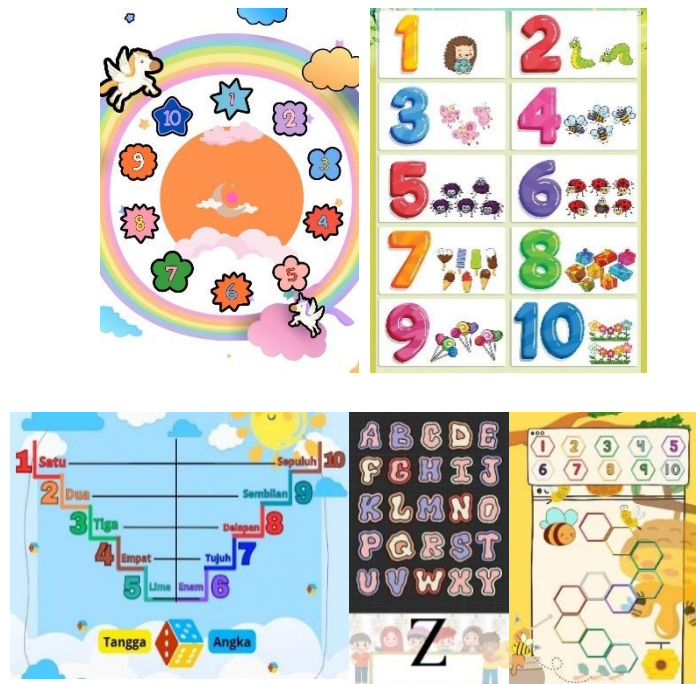 1
2
3
4
5
6
7
8
9
10
1 2
3 4
5 6
7 8
9 10
1 Satu Sepuluh 10
2 Dua Sembilan 9
3 Tiga Delapan 8
4 Empat Tujuh 7
5 Lima Enam 6
Tangga Angka
A B C D E
F G H I J
K L M N O
P Q R S T
U V W X Y
Z
1 2 3 4 5
6 7 8 9 10